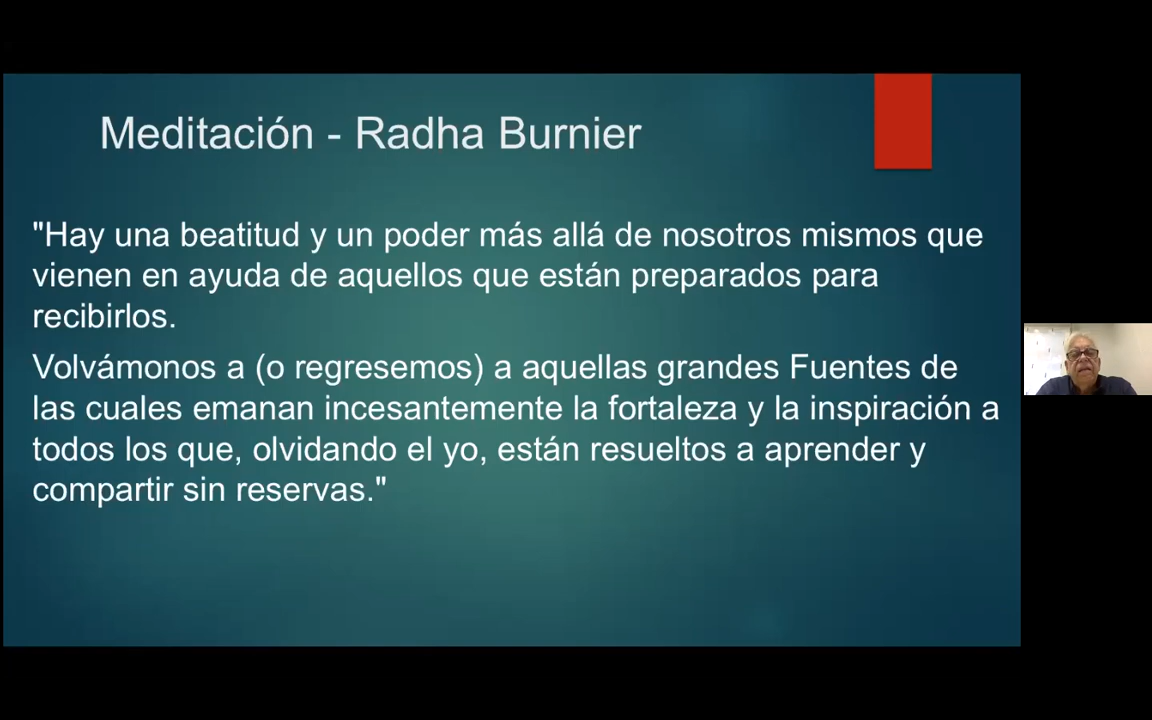 Meditación - Radha Burnier
"Hay una beatitud y un poder más allá de nosotros mismos que
vienen en ayuda de aquellos que están preparados para
recibirlos.
Volvámonos a (o regresemos) a aquellas grandes Fuentes de
las cuales emanan incesantemente la fortaleza y la inspiración a
todos los que, olvidando el yo, están resueltos a aprender y
compartir sin reservas."